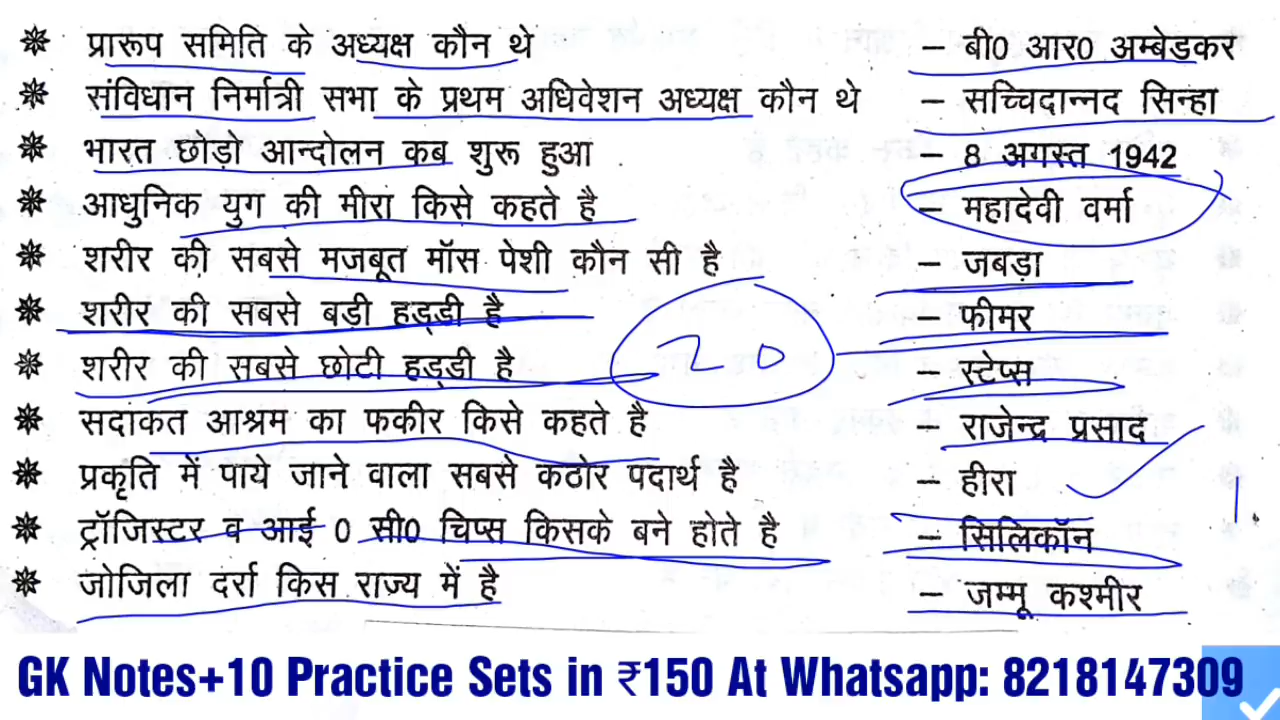 ❋ प्रारूप समिति के अध्यक्ष कौन थे – बी0 आर0 अम्बेडकर
❋ संविधान निर्मात्री सभा के प्रथम अधिवेशन अध्यक्ष कौन थे – सच्चिदान्नद सिन्हा
❋ भारत छोड़ो आन्दोलन कब शुरू हुआ – 8 अगस्त 1942
❋ आधुनिक युग की मीरा किसे कहते है – महादेवी वर्मा
❋ शरीर की सबसे मजबूत मॉस पेशी कौन सी है – जबड़ा
❋ शरीर की सबसे बड़ी हड्डी है – फीमर
❋ शरीर की सबसे छोटी हड्डी है 20 – स्टेप्स
❋ सदाकत आश्रम का फकीर किसे कहते है – राजेन्द्र प्रसाद
❋ प्रकृति में पाये जाने वाला सबसे कठोर पदार्थ है – हीरा
❋ ट्रॉजिस्टर व आई 0 सी0 चिप्स किसके बने होते है – सिलिकॉन
❋ जोजिला दर्रा किस राज्य में है – जम्मू कश्मीर
GK Notes+10 Practice Sets in ₹150 At Whatsapp: 8218147309